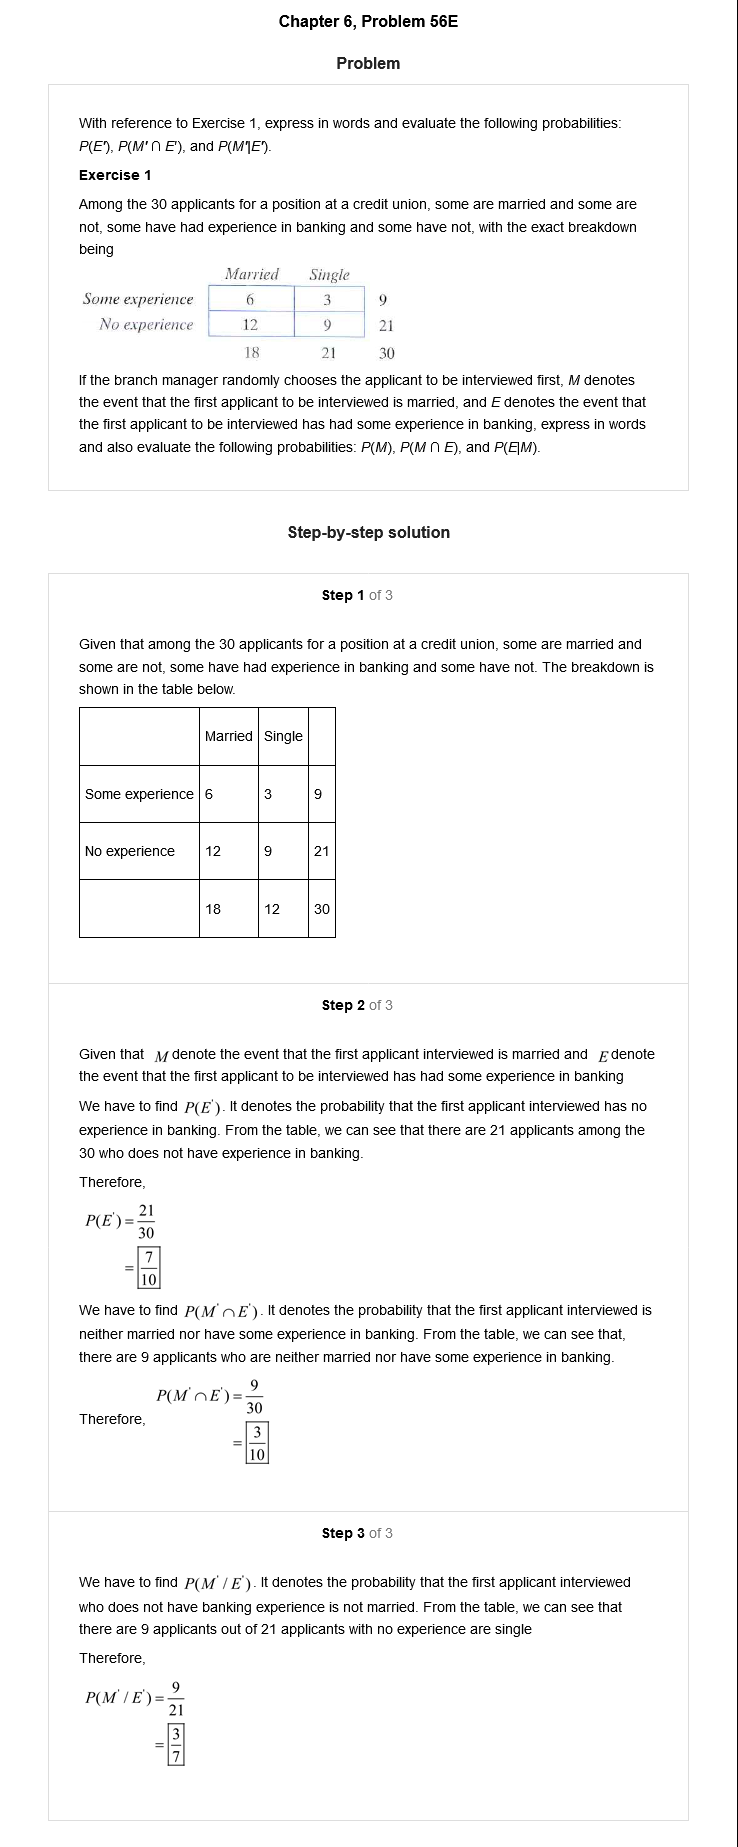 Chapter 6, Problem 56E
Problem
With reference to Exercise 1, express in words and evaluate the following probabilities:
P(E′), P(M′ ∩ E′), and P(M′|E′).
Exercise 1
Among the 30 applicants for a position at a credit union, some are married and some are
not, some have had experience in banking and some have not, with the exact breakdown
being
Married Single
Some experience 6 3 9
No experience 12 9 21
18 21 30
If the branch manager randomly chooses the applicant to be interviewed first, M denotes
the event that the first applicant to be interviewed is married, and E denotes the event that
the first applicant to be interviewed has had some experience in banking, express in words
and also evaluate the following probabilities: P(M), P(M ∩ E), and P(E|M).
Step-by-step solution
Step 1 of 3
Given that among the 30 applicants for a position at a credit union, some are married and
some are not, some have had experience in banking and some have not. The breakdown is
shown in the table below.
Married Single
Some experience 6 3 9
No experience 12 9 21
18 12 30
Step 2 of 3
Given that M denote the event that the first applicant interviewed is married and E denote
the event that the first applicant to be interviewed has had some experience in banking
We have to find P(E'). It denotes the probability that the first applicant interviewed has no
experience in banking. From the table, we can see that there are 21 applicants among the
30 who does not have experience in banking.
Therefore,
P(E') = 21/30
= 7/10
We have to find P(M' ∩ E'). It denotes the probability that the first applicant interviewed is
neither married nor have some experience in banking. From the table, we can see that,
there are 9 applicants who are neither married nor have some experience in banking.
Therefore, P(M' ∩ E') = 9/30
= 3/10
Step 3 of 3
We have to find P(M' / E'). It denotes the probability that the first applicant interviewed
who does not have banking experience is not married. From the table, we can see that
there are 9 applicants out of 21 applicants with no experience are single
Therefore,
P(M' / E') = 9/21
= 3/7